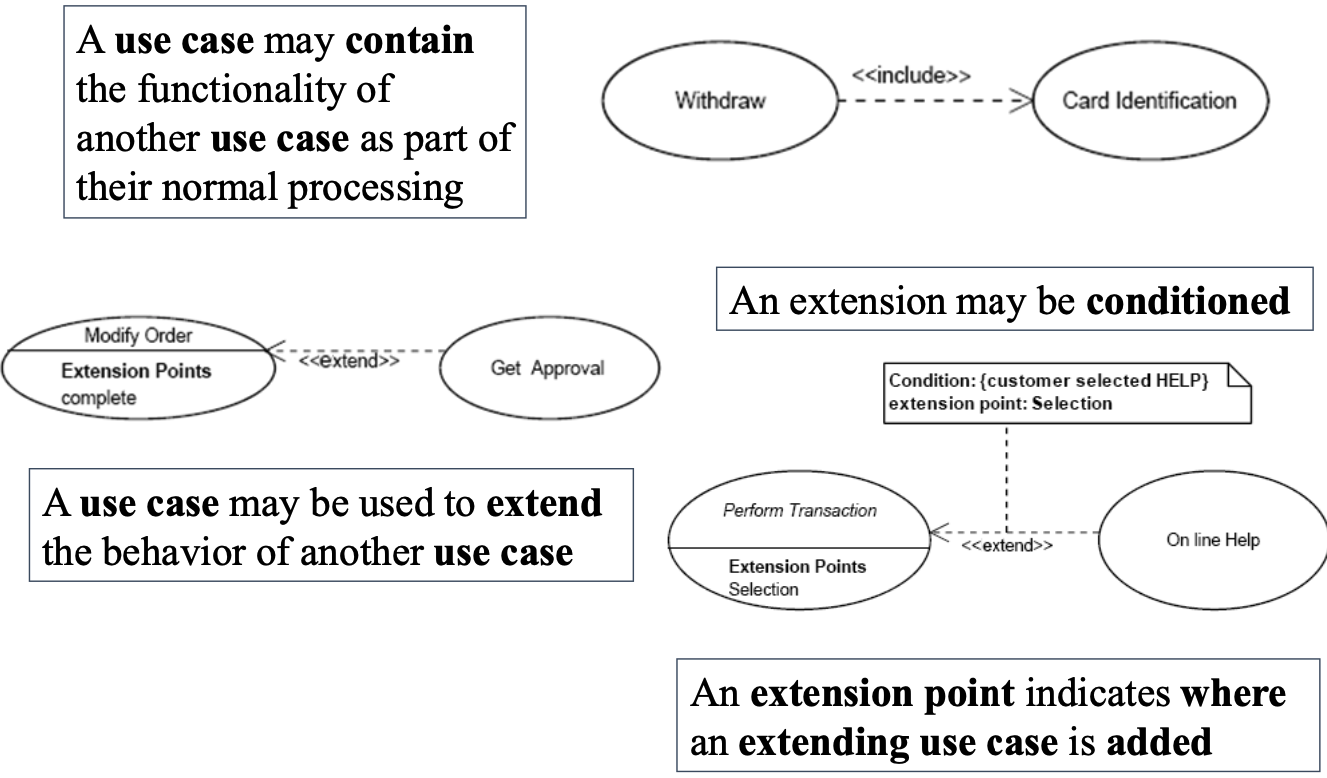 A use case may contain
the functionality of
another use case as part of
their normal processing
Withdraw
<<include>>
Card Identification
An extension may be conditioned
Modify Order
Extension Points
complete
<<extend>>
Get Approval
Condition: {customer selected HELP}
extension point: Selection
A use case may be used to extend
the behavior of another use case
Perform Transaction
Extension Points
Selection
<<extend>>
On line Help
An extension point indicates where
an extending use case is added